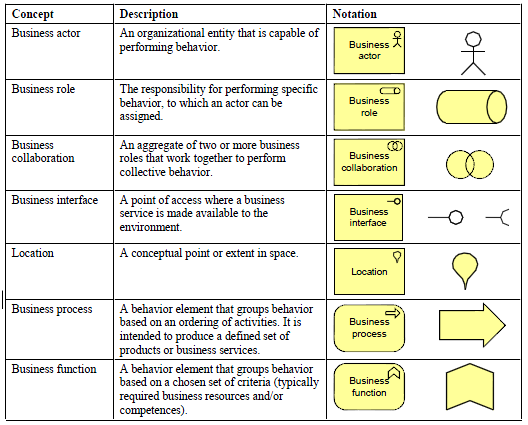 Concept Description Notation
Business actor
An organizational entity that is capable of
performing behavior.
Business
actor
Business role
The responsibility for performing specific
behavior, to which an actor can be
assigned.
Business
role
Business
collaboration
An aggregate of two or more business
roles that work together to perform
collective behavior.
Business
collaboration
Business interface
A point of access where a business
service is made available to the
environment.
Business
interface
Location
A conceptual point or extent in space.
Location
Business process
A behavior element that groups behavior
based on an ordering of activities. It is
intended to produce a defined set of
products or business services.
Business
process
Business function
A behavior element that groups behavior
based on a chosen set of criteria (typically
required business resources and/or
competences).
Business
function